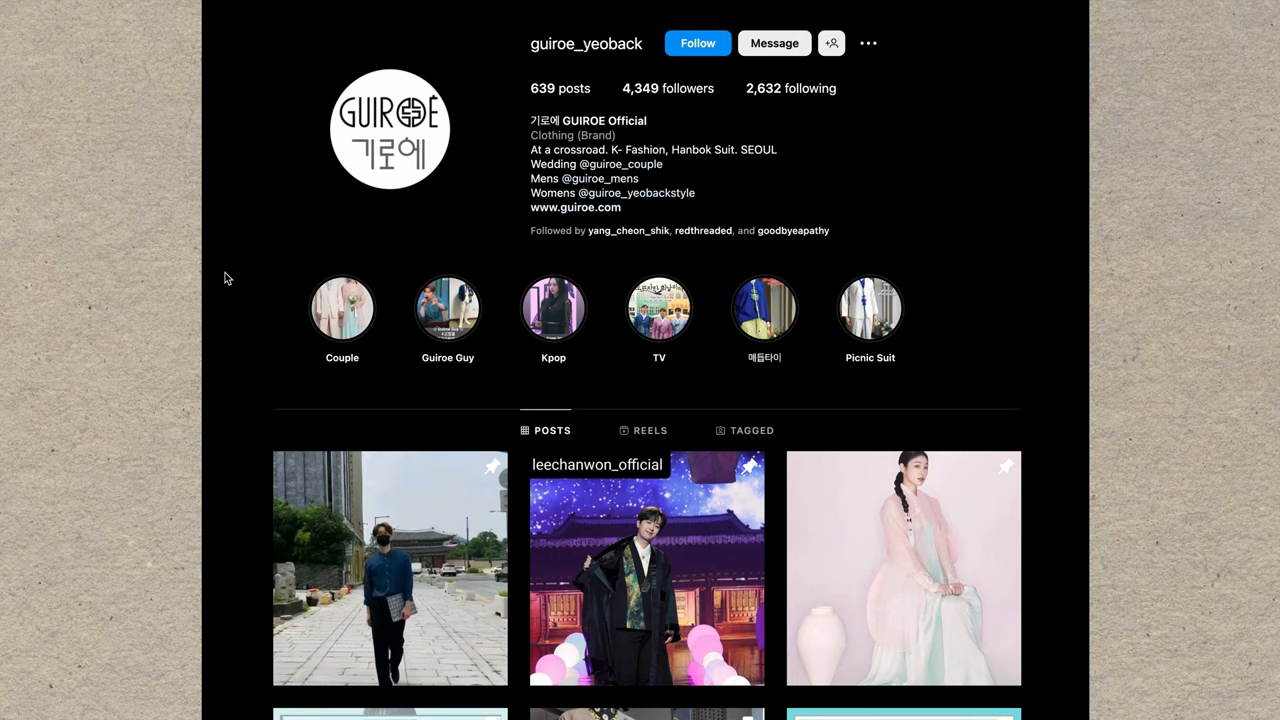 guiroe_yeoback Follow Message
639 posts 4,349 followers 2,632 following
GUIROÉ
기로에
기로에 GUIROE Official
Clothing (Brand)
At a crossroad. K- Fashion, Hanbok Suit. SEOUL
Wedding @guiroe_couple
Mens @guiroe_mens
Womens @guiroe_yeobackstyle
www.guiroe.com
Followed by yang_cheon_shik, redthreaded, and goodbyeapathy
Couple Guiroe Guy Kpop TV 매듭타이 Picnic Suit
POSTS REELS TAGGED
leechanwon_official